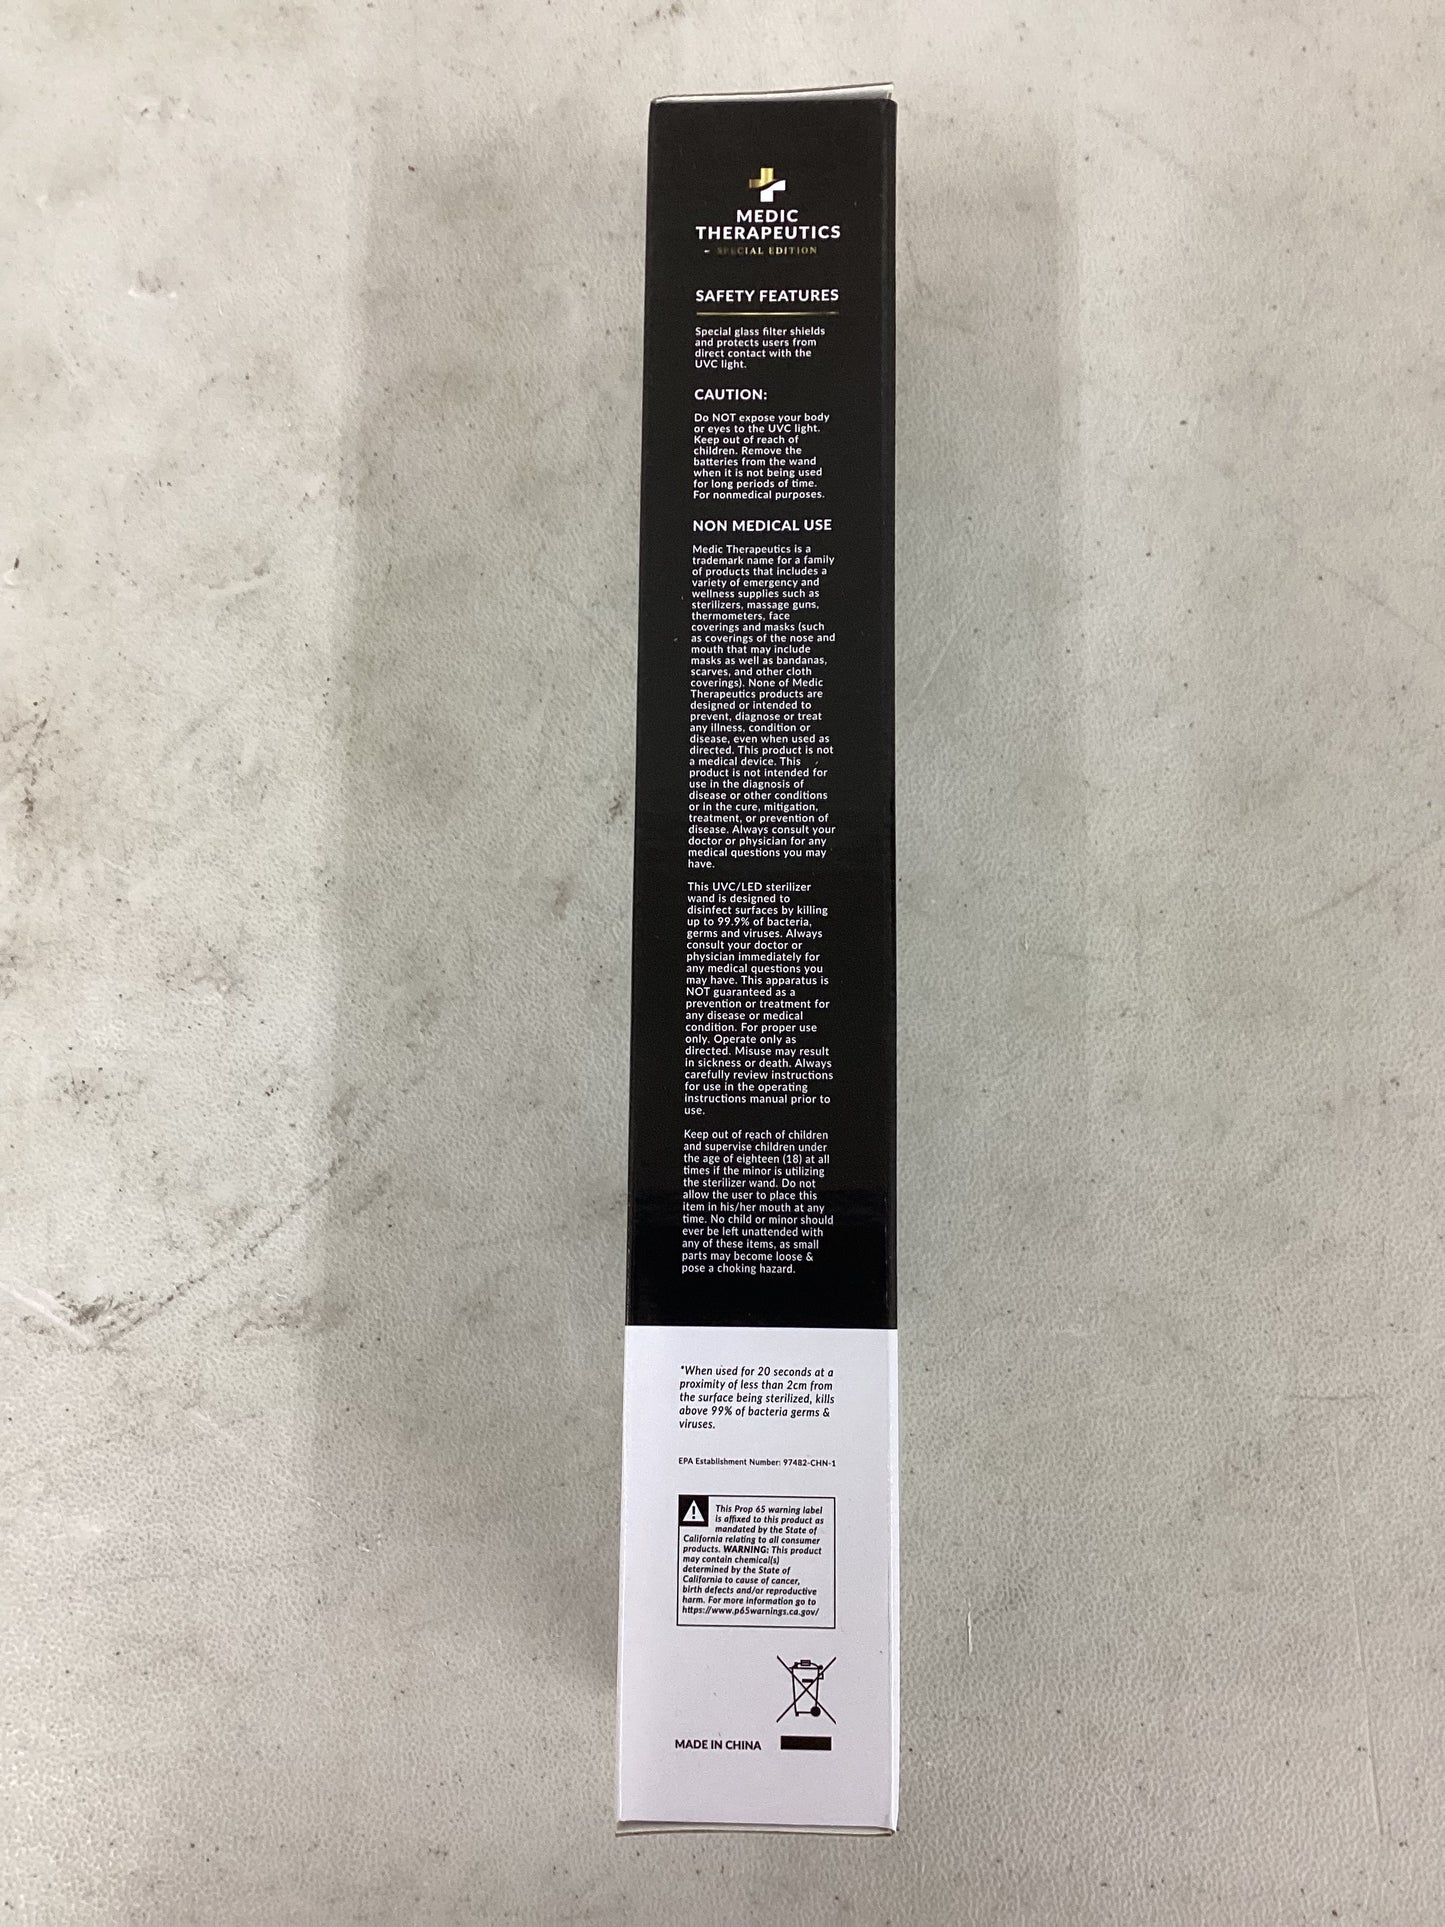 MEDIC
THERAPEUTICS
SPECIAL EDITION
SAFETY FEATURES
Special glass filter shields
and protects users from
direct contact with the
UVC light.
CAUTION:
Do NOT expose your body
or eyes to the UVC light.
Keep out of reach of
children. Remove the
batteries from the wand
when it is not being used
for long periods of time.
For nonmedical purposes.
NON MEDICAL USE
Medic Therapeutics is a
trademark name for a family
of products that includes a
variety of emergency and
wellness supplies such as
sterilizers, massage guns,
thermometers, face
coverings and masks (such
as coverings of the nose and
mouth that may include
masks as well as bandanas,
scarves, and other cloth
coverings). None of Medic
Therapeutics products are
designed or intended to
prevent, diagnose or treat
any illness, condition or
disease, even when used as
directed. This product is not
a medical device. This
product is not intended for
use in the diagnosis of
disease or other conditions
or in the cure, mitigation,
treatment, or prevention of
disease. Always consult your
doctor or physician for any
medical questions you may
have.
This UVC/LED sterilizer
wand is designed to
disinfect surfaces by killing
up to 99.9% of bacteria,
germs and viruses. Always
consult your doctor or
physician immediately for
any medical questions you
may have. This apparatus is
NOT guaranteed as a
prevention or treatment for
any disease or medical
condition. For proper use
only. Operate only as
directed. Misuse may result
in sickness or death. Always
carefully review instructions
for use in the operating
instructions manual prior to
use.
Keep out of reach of children
and supervise children under
the age of eighteen (18) at all
times if the minor is utilizing
the sterilizer wand. Do not
allow the user to place this
item in his/her mouth at any
time. No child or minor should
ever be left unattended with
any of these items, as small
parts may become loose &
pose a choking hazard.
*When used for 20 seconds at a
proximity of less than 2cm from
the surface being sterilized, kills
above 99% of bacteria germs &
viruses.
EPA Establishment Number: 97482-CHN-1
This Prop 65 warning label
is affixed to this product as
mandated by the State of
California relating to all consumer
products. WARNING: This product
may contain chemical(s)
determined by the State of
California to cause of cancer,
birth defects and/or reproductive
harm. For more information go to
https://www.p65warnings.ca.gov/
MADE IN CHINA